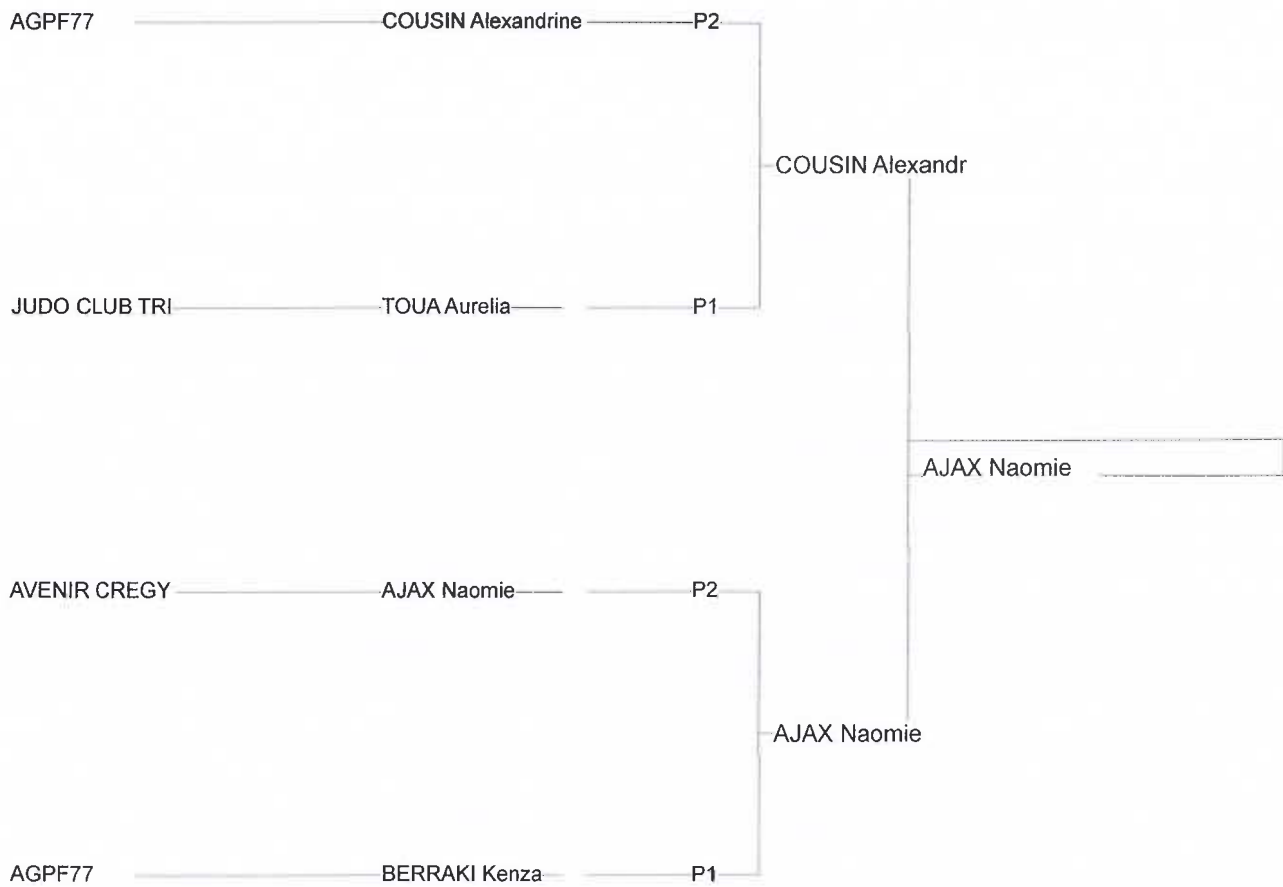 AGPF77 COUSIN Alexandrine P2
COUSIN Alexandr
JUDO CLUB TRI TOUA Aurelia P1
AJAX Naomie
AVENIR CREGY AJAX Naomie P2
AJAX Naomie
AGPF77 BERRAKI Kenza P1